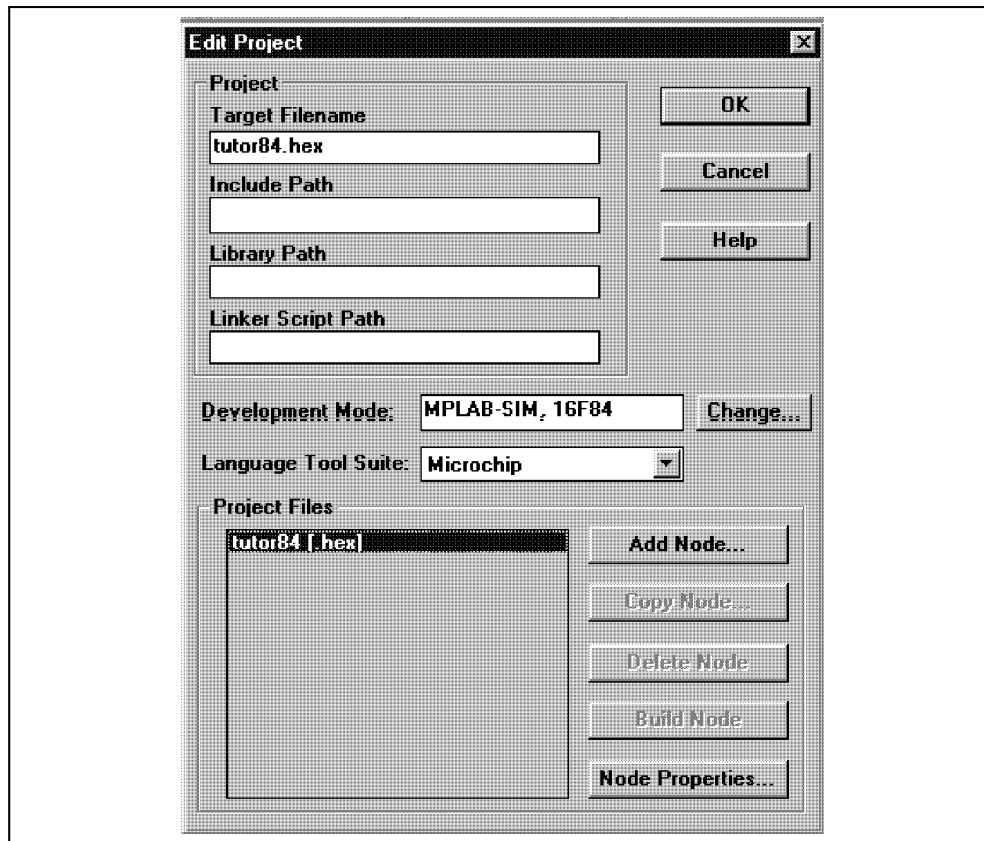 Edit Project
Project
Target Filename
tutor84.hex
Include Path
Library Path
Linker Script Path
OK
Cancel
Help
Development Mode: MPLAB-SIM, 16F84 Change...
Language Tool Suite: Microchip
Project Files
tutor84 [.hex]
Add Node...
Copy Node...
Delete Node
Build Node
Node Properties...